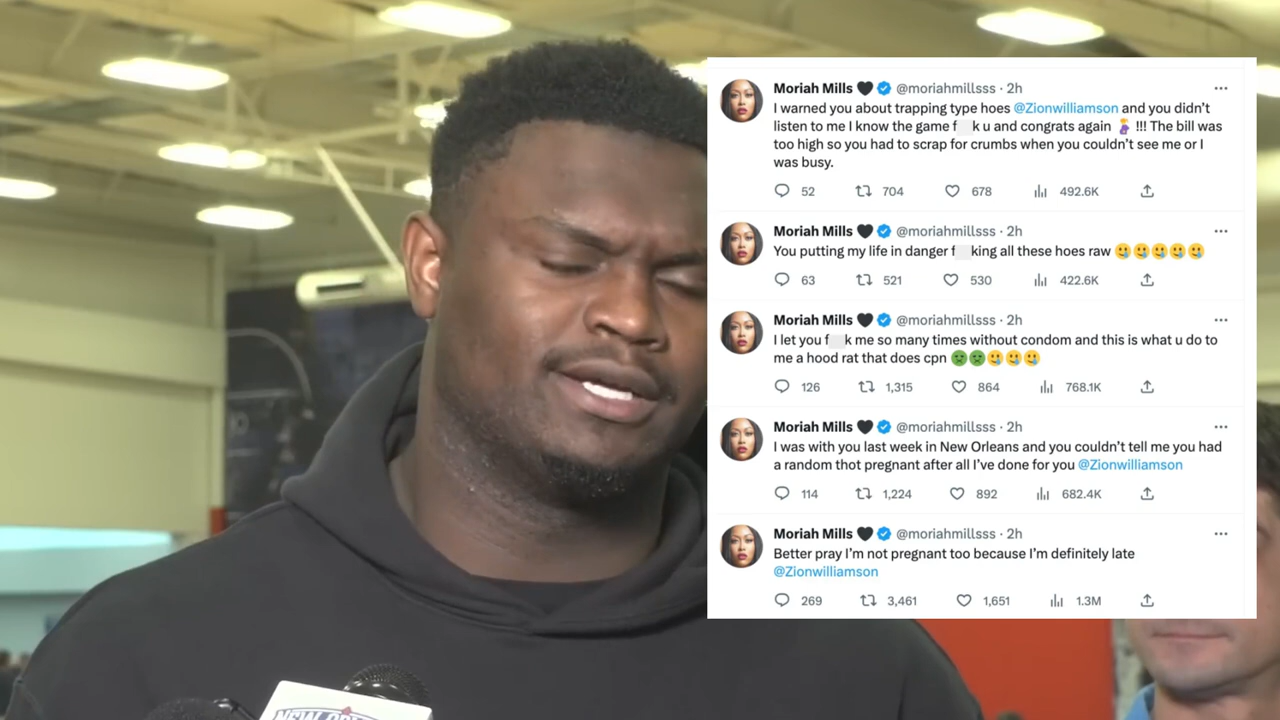 Moriah Mills 🖤 @moriahmillsss · 2h ···
I warned you about trapping type hoes @Zionwilliamson and you didn't
listen to me I know the game f k u and congrats again 🤰 !!! The bill was
too high so you had to scrap for crumbs when you couldn't see me or I
was busy.
52 704 678 492.6K
Moriah Mills 🖤 @moriahmillsss · 2h ···
You putting my life in danger f king all these hoes raw 🥲🥲🥲🥲🥲
63 521 530 422.6K
Moriah Mills 🖤 @moriahmillsss · 2h ···
I let you f k me so many times without condom and this is what u do to
me a hood rat that does cpn 🤢🤢🥲🥲🥲
126 1,315 864 768.1K
Moriah Mills 🖤 @moriahmillsss · 2h ···
I was with you last week in New Orleans and you couldn't tell me you had
a random thot pregnant after all I've done for you @Zionwilliamson
114 1,224 892 682.4K
Moriah Mills 🖤 @moriahmillsss · 2h ···
Better pray I'm not pregnant too because I'm definitely late
@Zionwilliamson
269 3,461 1,651 1.3M